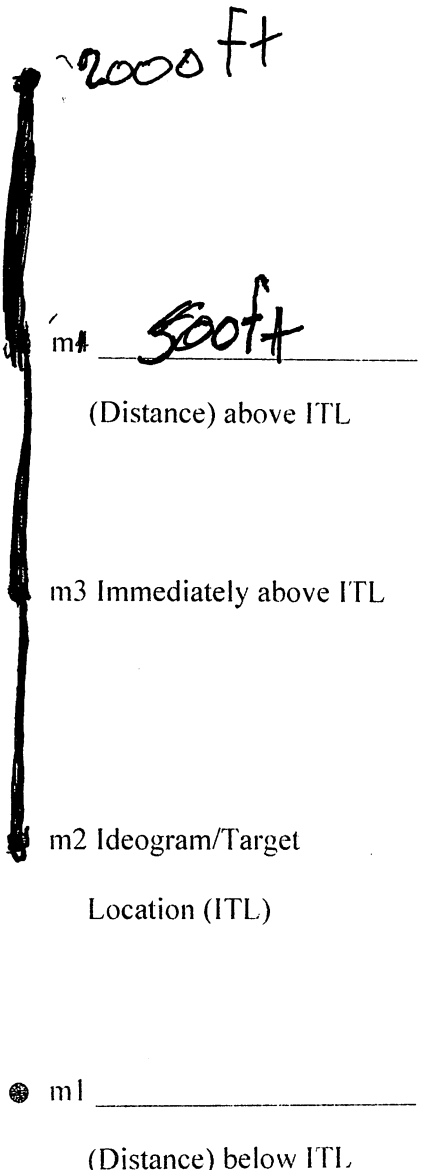 2000 ft
m4 500ft
(Distance) above ITL
m3 Immediately above ITL
m2 Ideogram/Target
Location (ITL)
m1
(Distance) below ITL